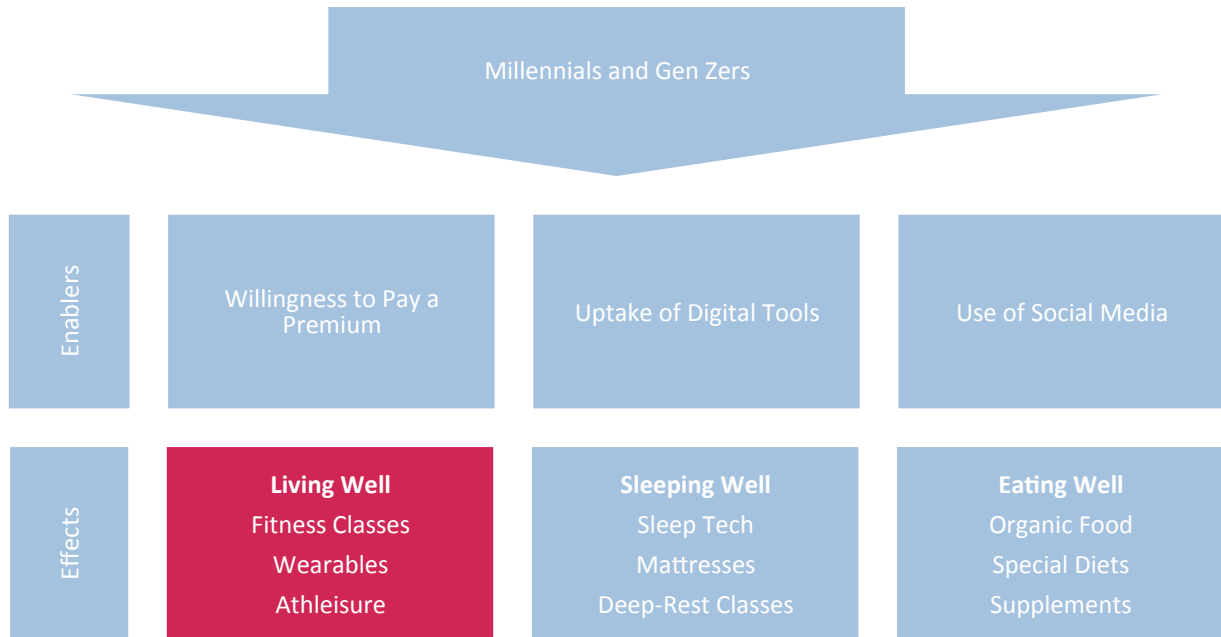 Millennials and Gen Zers
Enablers
Willingness to Pay a
Premium
Uptake of Digital Tools
Use of Social Media
Effects
Living Well
Fitness Classes
Wearables
Athleisure
Sleeping Well
Sleep Tech
Mattresses
Deep-Rest Classes
Eating Well
Organic Food
Special Diets
Supplements